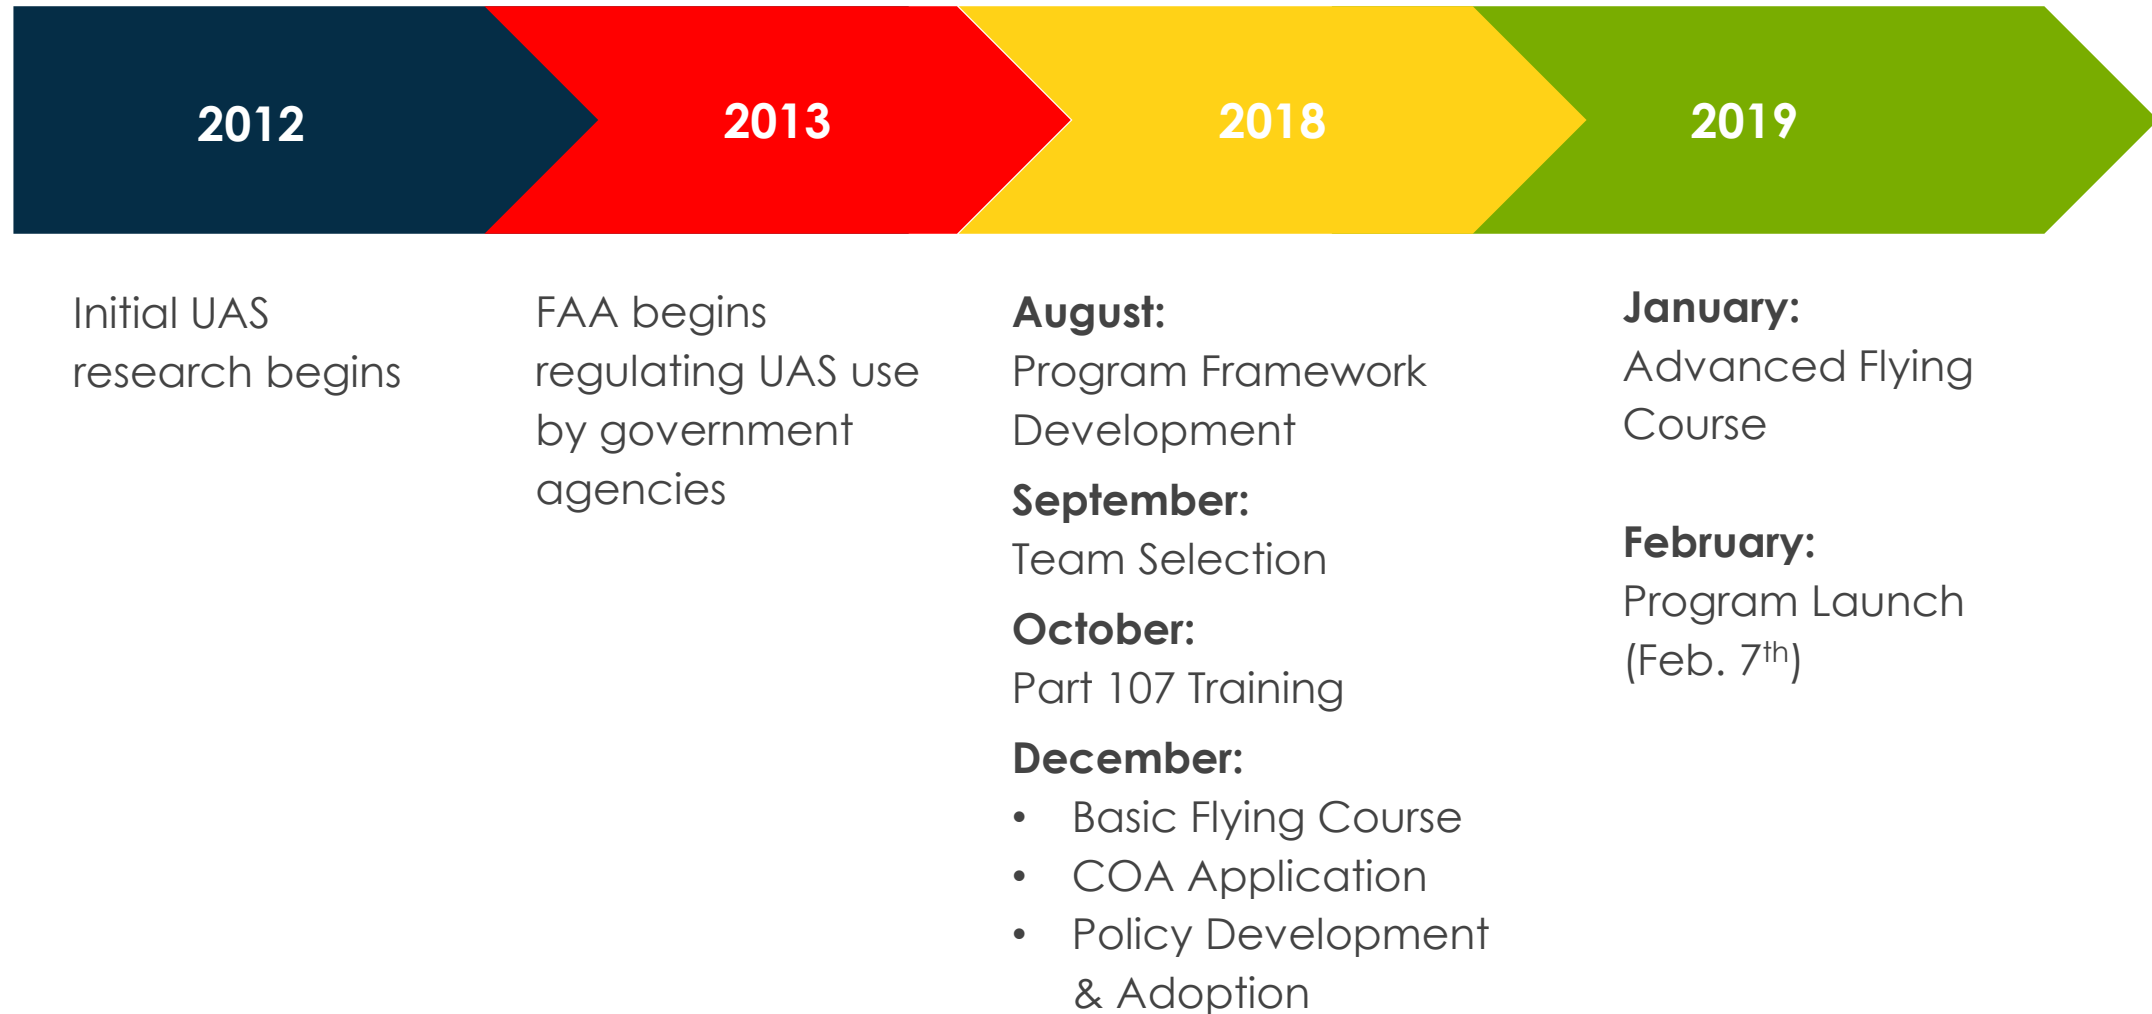 2012
2013
2018
2019
Initial UAS
research begins
FAA begins
regulating UAS use
by government
agencies
August:
Program Framework
Development
September:
Team Selection
October:
Part 107 Training
December:
• Basic Flying Course
• COA Application
• Policy Development
& Adoption
January:
Advanced Flying
Course
February:
Program Launch
(Feb. 7th)